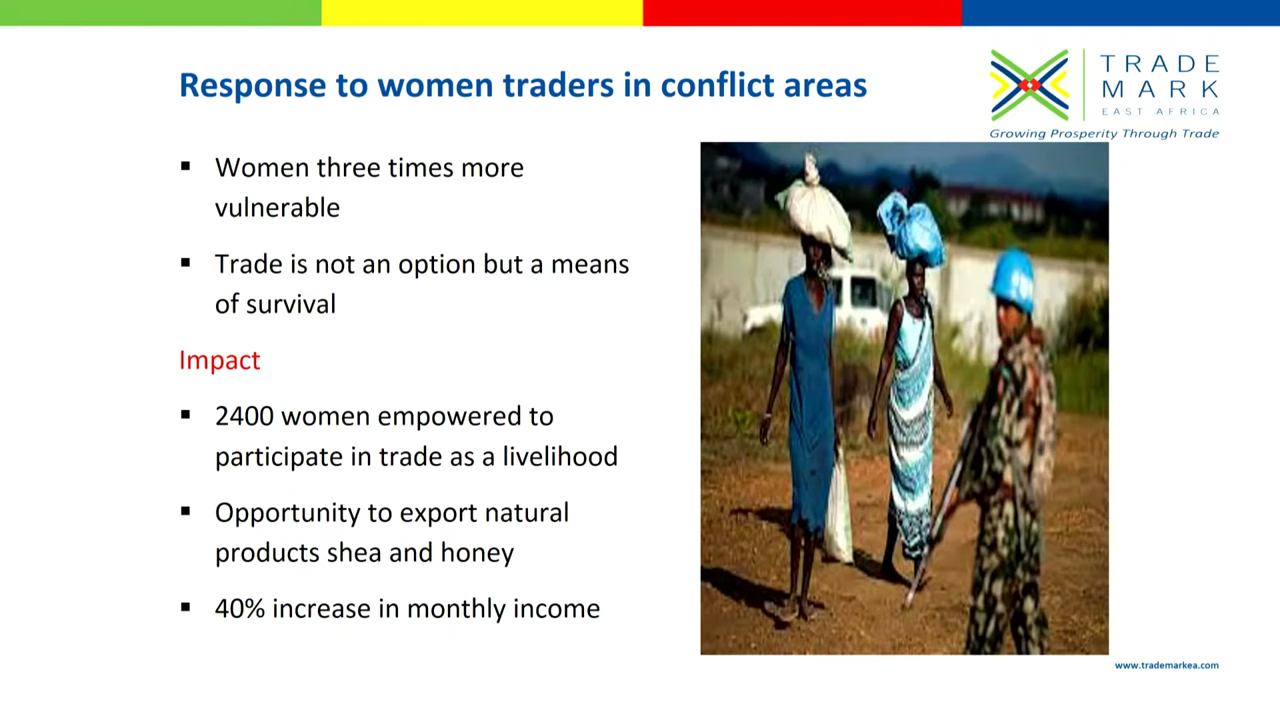 Response to women traders in conflict areas
TRADE
MARK
EAST AFRICA
Growing Prosperity Through Trade
▪ Women three times more
vulnerable
▪ Trade is not an option but a means
of survival
Impact
▪ 2400 women empowered to
participate in trade as a livelihood
▪ Opportunity to export natural
products shea and honey
▪ 40% increase in monthly income
www.trademarkea.com